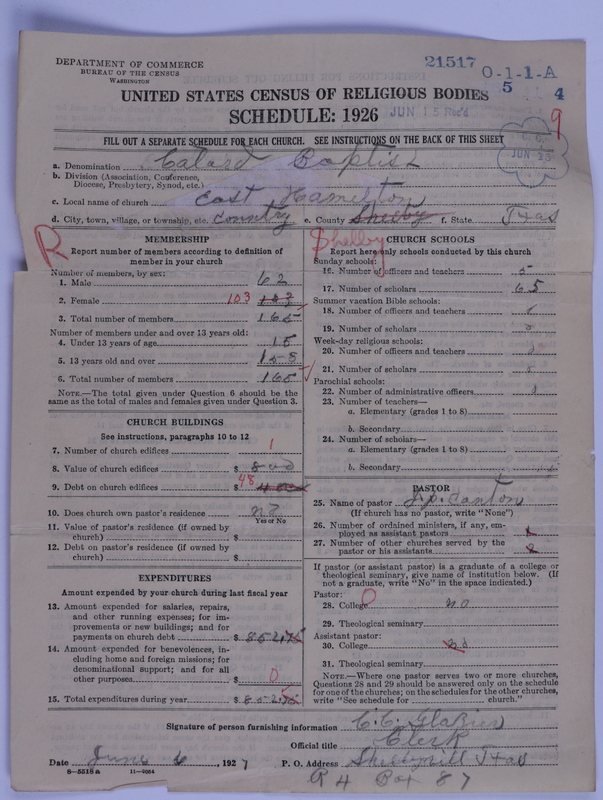 DEPARTMENT OF COMMERCE
BUREAU OF THE CENSUS
WASHINGTON
21517 0-1-1-A
5 4
UNITED STATES CENSUS OF RELIGIOUS BODIES
SCHEDULE: 1926
JUN 15 Rec'd
9
FILL OUT A SEPARATE SCHEDULE FOR EACH CHURCH. SEE INSTRUCTIONS ON THE BACK OF THIS SHEET
JUN 25
a. Denomination Colard Baptist
b. Division (Association, Conference, Diocese, Presbytery, Synod, etc.)
c. Local name of church East Hamelton
d. City, town, village, or township, etc. Country e. County Shelby f. State Txas
R
Shelby
MEMBERSHIP
Report number of members according to definition of member in your church
Number of members, by sex:
1. Male 62
2. Female 103 103
3. Total number of members 165
Number of members under and over 13 years old:
4. Under 13 years of age 15
5. 13 years old and over 158
6. Total number of members 165
NOTE.—The total given under Question 6 should be the same as the total of males and females given under Question 3.
CHURCH BUILDINGS
See instructions, paragraphs 10 to 12
7. Number of church edifices 1
8. Value of church edifices $ 800
9. Debt on church edifices $ 48
10. Does church own pastor's residence no
Yes or No
11. Value of pastor's residence (if owned by church) $
12. Debt on pastor's residence (if owned by church) $
EXPENDITURES
Amount expended by your church during last fiscal year
13. Amount expended for salaries, repairs, and other running expenses; for improvements or new buildings; and for payments on church debt $ 852.75
14. Amount expended for benevolences, including home and foreign missions; for denominational support; and for all other purposes $ 0
15. Total expenditures during year $ 852.75
CHURCH SCHOOLS
Report here only schools conducted by this church
Sunday schools:
16. Number of officers and teachers 5
17. Number of scholars 65
Summer vacation Bible schools:
18. Number of officers and teachers
19. Number of scholars
Week-day religious schools:
20. Number of officers and teachers
21. Number of scholars
Parochial schools:
22. Number of administrative officers
23. Number of teachers—
a. Elementary (grades 1 to 8)
b. Secondary
24. Number of scholars—
a. Elementary (grades 1 to 8)
b. Secondary
PASTOR
25. Name of pastor J. P. Canton
(If church has no pastor, write "None")
26. Number of ordained ministers, if any, employed as assistant pastors
27. Number of other churches served by the pastor or his assistants
If pastor (or assistant pastor) is a graduate of a college or theological seminary, give name of institution below. (If not a graduate, write "No" in the space indicated.)
Pastor:
28. College no
29. Theological seminary
Assistant pastor:
30. College no
31. Theological seminary
NOTE.—Where one pastor serves two or more churches, Questions 28 and 29 should be answered only on the schedule for one of the churches; on the schedules for the other churches, write "See schedule for church."
Signature of person furnishing information C. C.
Official title Clerk
Date June 6, 1927 P. O. Address Shelbyvill Txas
8-5518 a 11-9054 R 4 Box 87